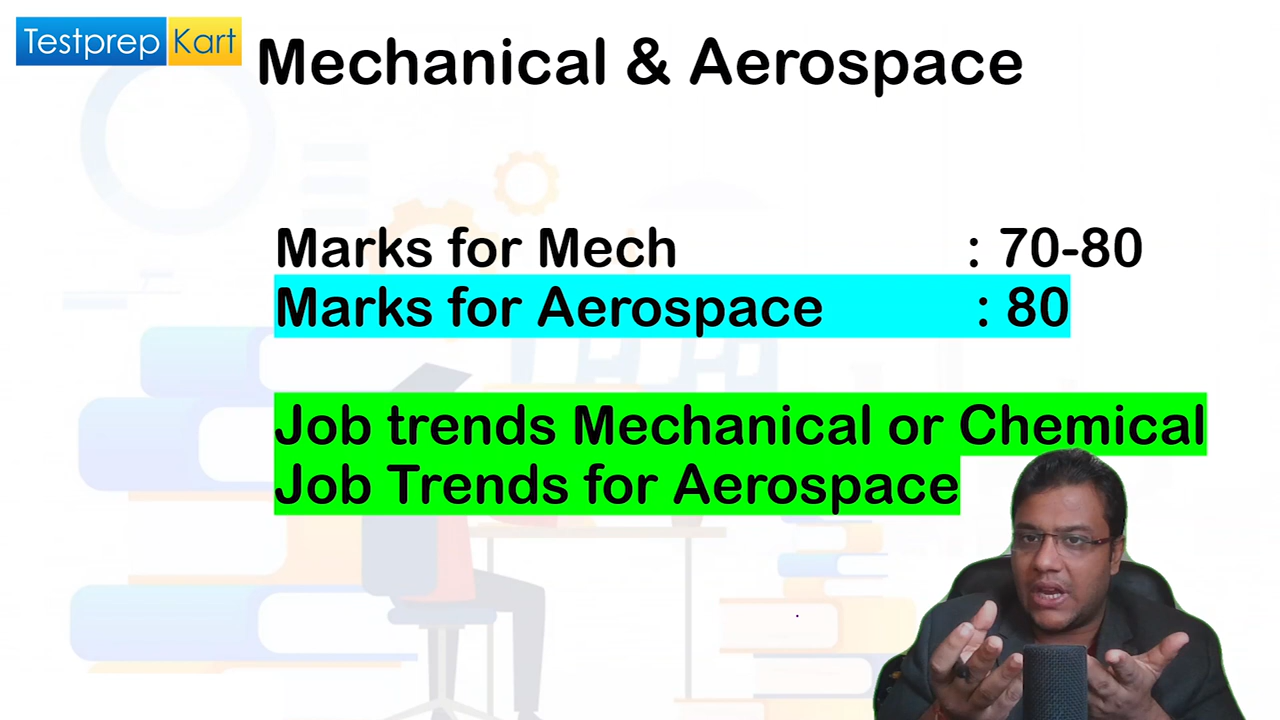 Testprep Kart
Mechanical & Aerospace
Marks for Mech : 70-80
Marks for Aerospace : 80
Job trends Mechanical or Chemical
Job Trends for Aerospace